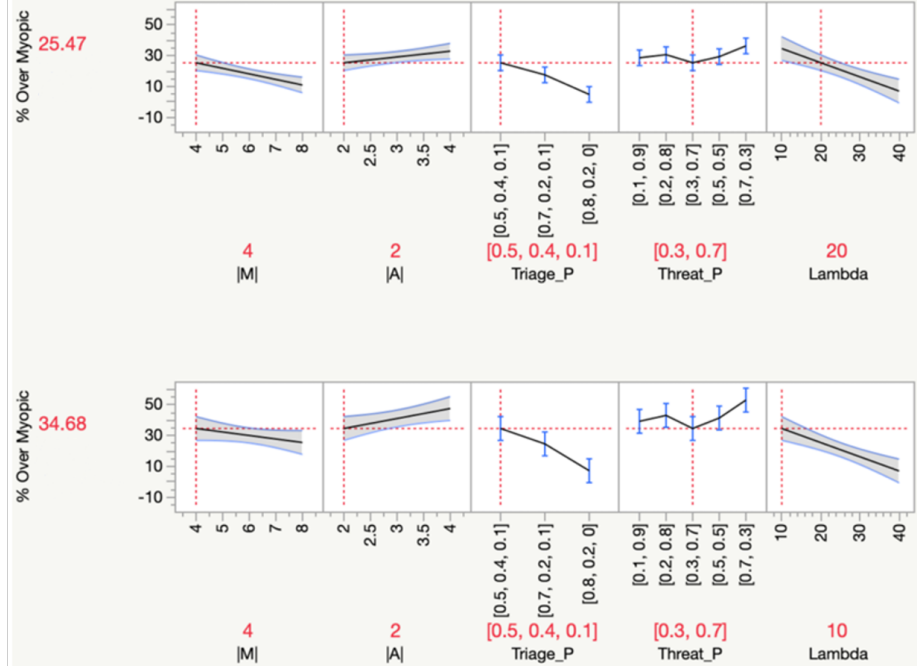 % Over Myopic
25.47
50
30
10
-10
4 5 6 7 8
2 2.5 3 3.5 4
[0.5, 0.4, 0.1] [0.7, 0.2, 0.1] [0.8, 0.2, 0]
[0.1, 0.9] [0.2, 0.8] [0.3, 0.7] [0.5, 0.5] [0.7, 0.3]
10 20 30 40
4 2 [0.5, 0.4, 0.1] [0.3, 0.7] 20
|M| |A| Triage_P Threat_P Lambda
% Over Myopic
34.68
50
30
10
-10
4 5 6 7 8
2 2.5 3 3.5 4
[0.5, 0.4, 0.1] [0.7, 0.2, 0.1] [0.8, 0.2, 0]
[0.1, 0.9] [0.2, 0.8] [0.3, 0.7] [0.5, 0.5] [0.7, 0.3]
10 20 30 40
4 2 [0.5, 0.4, 0.1] [0.3, 0.7] 10
|M| |A| Triage_P Threat_P Lambda